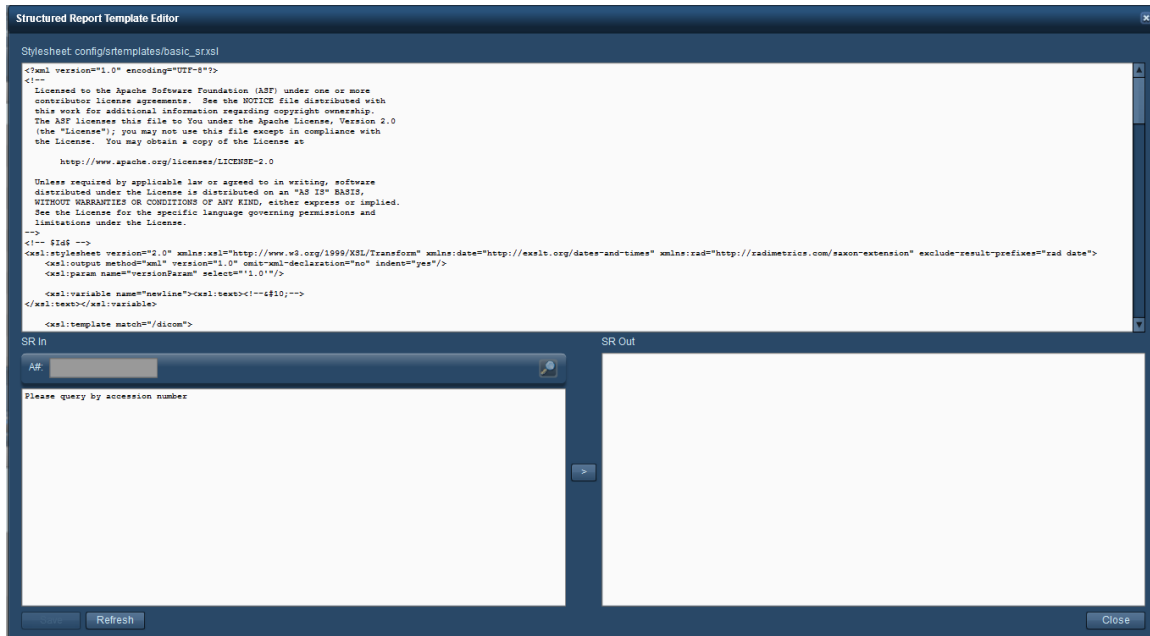 Structured Report Template Editor
Stylesheet: config/srtemplates/basic_sr.xsl
<?xml version="1.0" encoding="UTF-8"?>
<!--
Licensed to the Apache Software Foundation (ASF) under one or more
contributor license agreements. See the NOTICE file distributed with
this work for additional information regarding copyright ownership.
The ASF licenses this file to You under the Apache License, Version 2.0
(the "License"); you may not use this file except in compliance with
the License. You may obtain a copy of the License at
http://www.apache.org/licenses/LICENSE-2.0
Unless required by applicable law or agreed to in writing, software
distributed under the License is distributed on an "AS IS" BASIS,
WITHOUT WARRANTIES OR CONDITIONS OF ANY KIND, either express or implied.
See the License for the specific language governing permissions and
limitations under the License.
-->
<!-- $Id$ -->
<xsl:stylesheet version="2.0" xmlns:xsl="http://www.w3.org/1999/XSL/Transform" xmlns:date="http://exslt.org/dates-and-times" xmlns:rad="http://radimetrics.com/saxon-extension" exclude-result-prefixes="rad date">
<xsl:output method="xml" version="1.0" omit-xml-declaration="no" indent="yes"/>
<xsl:param name="versionParam" select="'1.0'"/>
<xsl:variable name="newline"><xsl:text><!--&#10;-->
</xsl:text></xsl:variable>
<xsl:template match="/dicom">
SR In
SR Out
A#:
Please query by accession number
>
Save
Refresh
Close